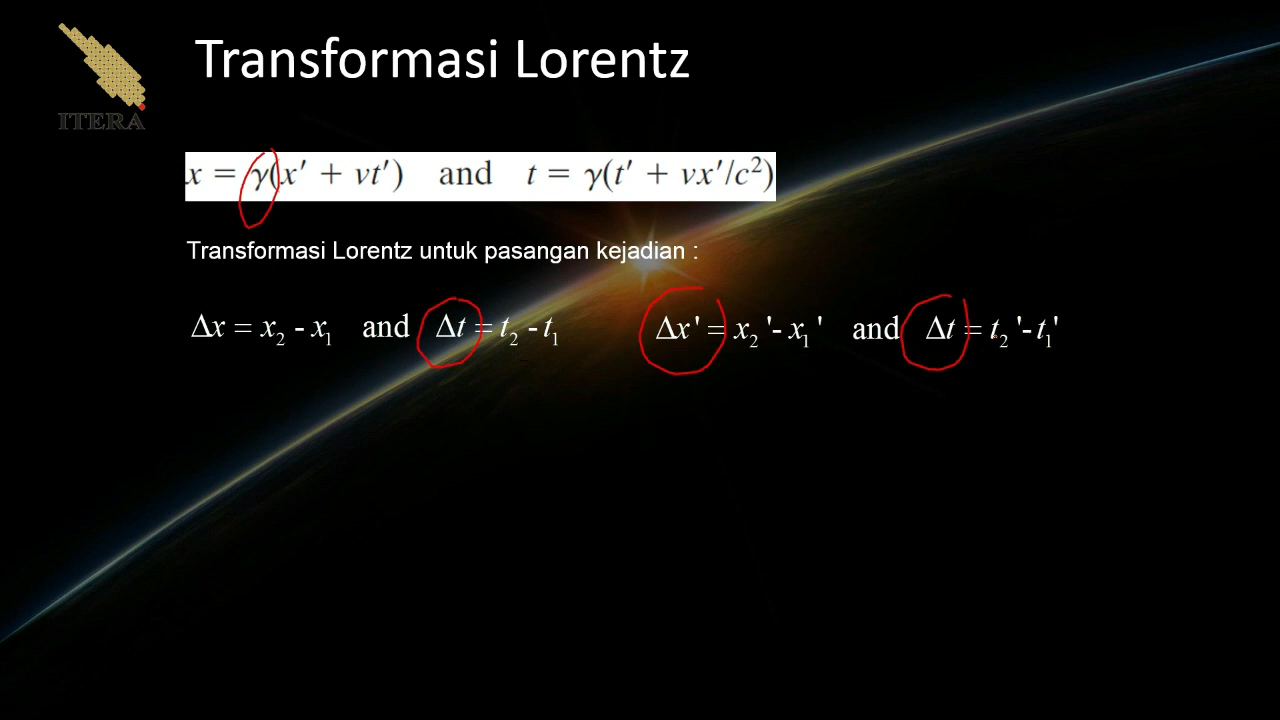 Transformasi Lorentz
ITERA
x = γ(x′ + vt′) and t = γ(t′ + vx′/c²)
Transformasi Lorentz untuk pasangan kejadian :
Δx = x₂ - x₁ and Δt = t₂ - t₁ Δx' = x₂'- x₁' and Δt = t₂'- t₁'